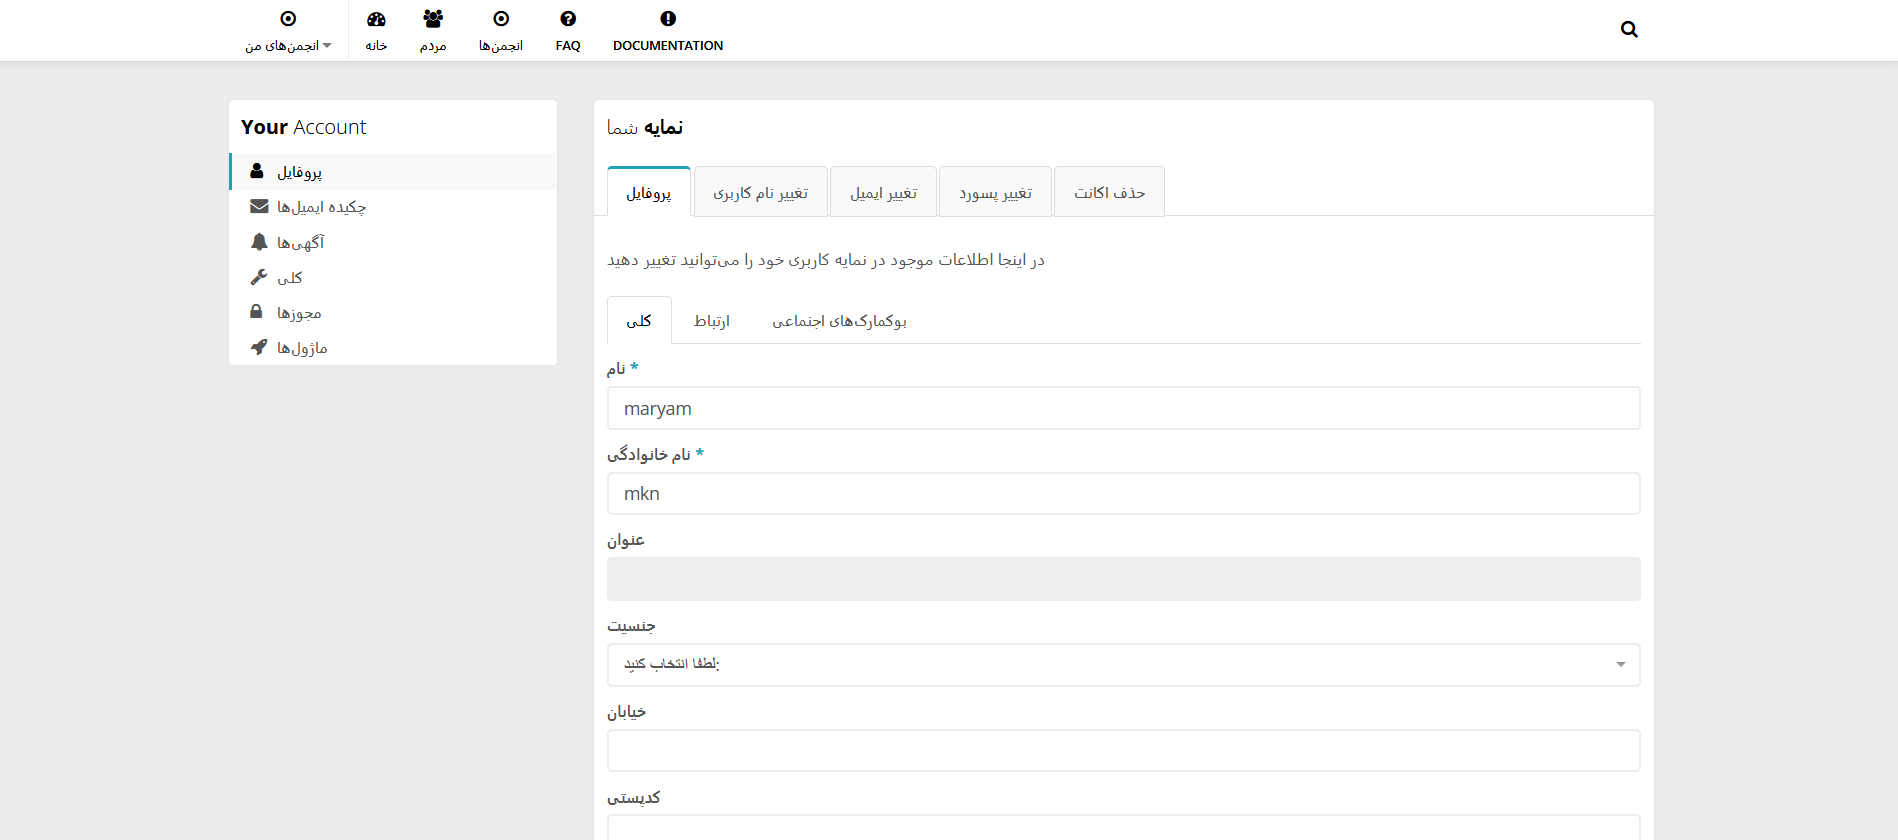 انجمن‌های من
خانه
مردم
انجمن‌ها
FAQ
DOCUMENTATION
Your Account
پروفایل
چکیده ایمیل‌ها
آگهی‌ها
کلی
مجوزها
ماژول‌ها
نمایه شما
پروفایل
تغییر نام کاربری
تغییر ایمیل
تغییر پسورد
حذف اکانت
در اینجا اطلاعات موجود در نمایه کاربری خود را می‌توانید تغییر دهید
کلی
ارتباط
بوکمارک‌های اجتماعی
نام *
maryam
نام خانوادگی *
mkn
عنوان
جنسیت
لطفا انتخاب کنید:
خیابان
کدپستی